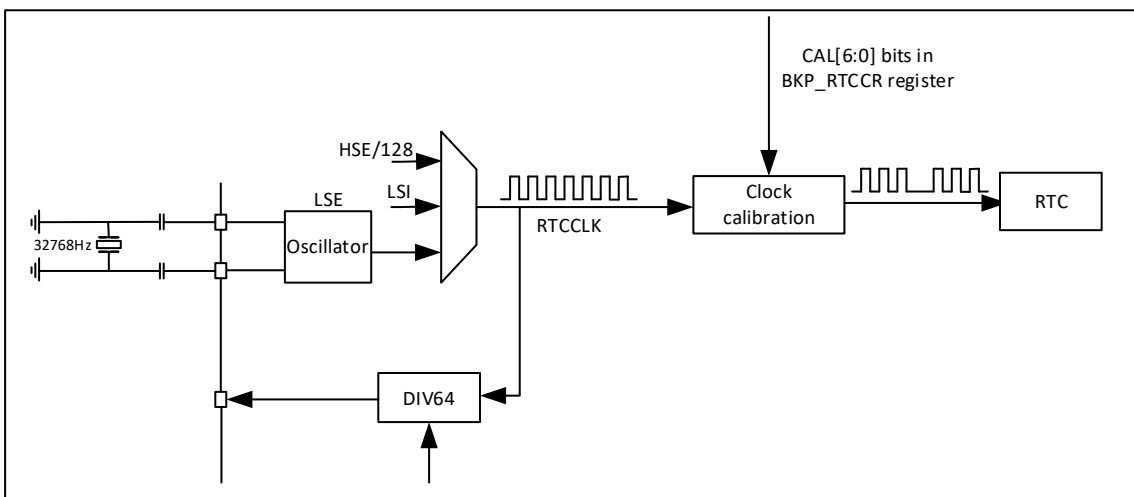 CAL[6:0] bits in
BKP_RTCCR register
HSE/128
LSI
LSE
32768Hz
Oscillator
RTCCLK
Clock
calibration
RTC
DIV64